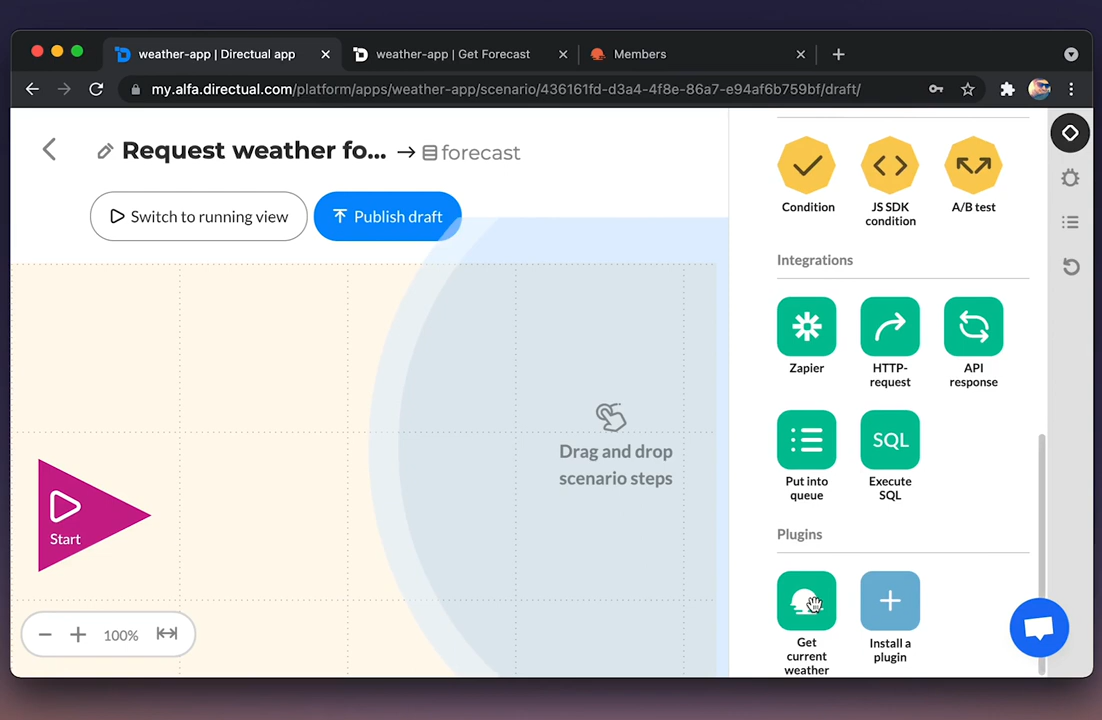 weather-app | Directual app
weather-app | Get Forecast
Members
my.alfa.directual.com/platform/apps/weather-app/scenario/436161fd-d3a4-4f8e-86a7-e94af6b759bf/draft/
Request weather fo... → forecast
Switch to running view
Publish draft
Condition
JS SDK
condition
A/B test
Integrations
Zapier
HTTP-
request
API
response
Drag and drop
scenario steps
SQL
Put into
queue
Execute
SQL
Start
Plugins
100%
Get
current
weather
Install a
plugin